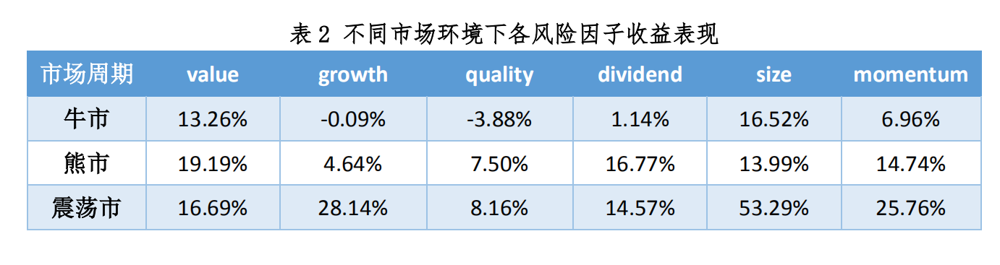 表 2 不同市场环境下各风险因子收益表现
市场周期 value growth quality dividend size momentum
牛市 13.26% -0.09% -3.88% 1.14% 16.52% 6.96%
熊市 19.19% 4.64% 7.50% 16.77% 13.99% 14.74%
震荡市 16.69% 28.14% 8.16% 14.57% 53.29% 25.76%